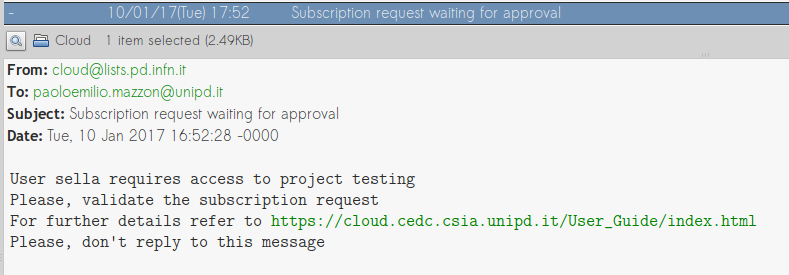 - 10/01/17(Tue) 17:52 Subscription request waiting for approval
Cloud 1 item selected (2.49KB)
From: cloud@lists.pd.infn.it
To: paoloemilio.mazzon@unipd.it
Subject: Subscription request waiting for approval
Date: Tue, 10 Jan 2017 16:52:28 -0000
User sella requires access to project testing
Please, validate the subscription request
For further details refer to https://cloud.cedc.csia.unipd.it/User_Guide/index.html
Please, don't reply to this message